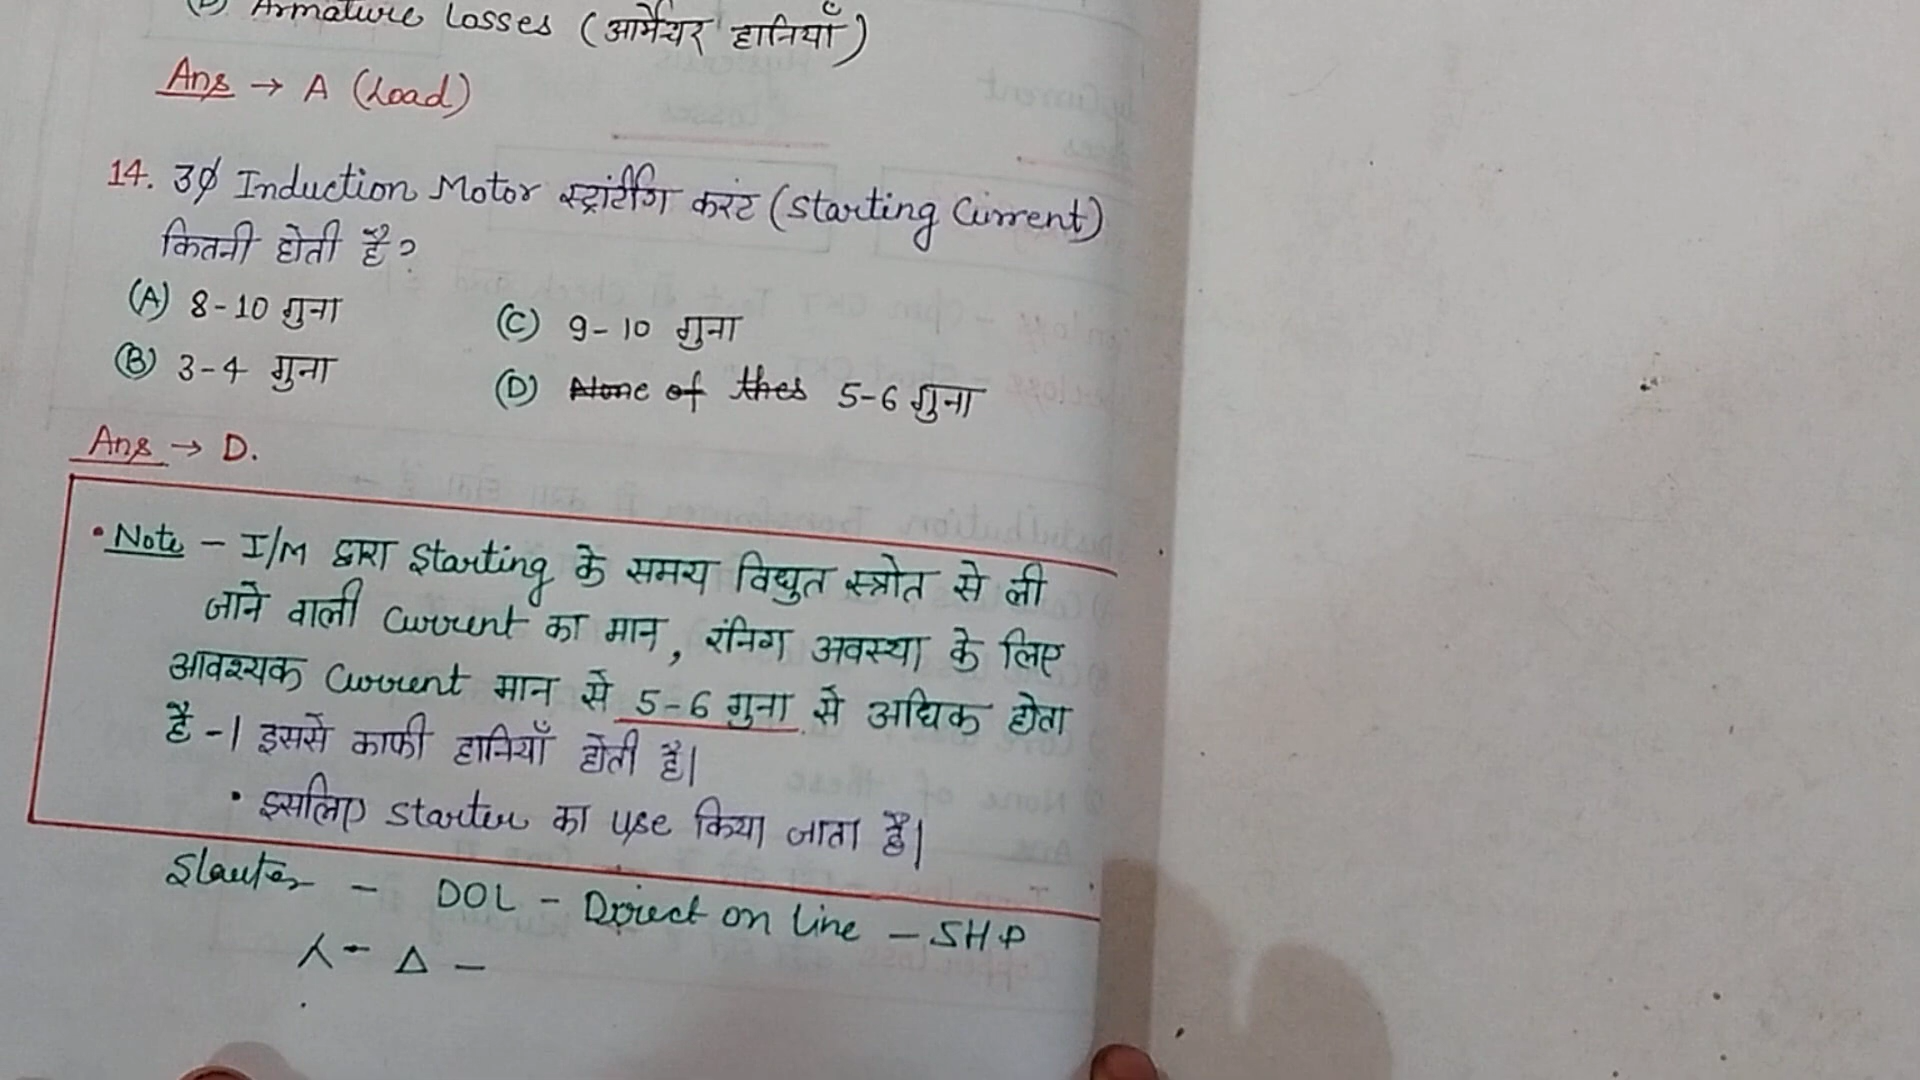 (D) Armature Losses (आर्मेचर हानियाँ)
Ans → A (Load)
14. 3φ Induction Motor स्ट्रांर्टीगि करंट (Starting Current)
कितनी होती है?
(A) 8-10 गुना
(C) 9-10 गुना
(B) 3-4 गुना
(D) None of thes 5-6 गुना
Ans → D.
• Note - I/M द्वारा Starting के समय विद्युत स्त्रोत से ली
जाने वाली Current का मान, रंनिग अवस्था के लिए
आवश्यक Current मान से 5-6 गुना से अधिक होता
है -। इससे काफी हानियाँ होती है।
• इसलिए Starter का use किया जाता है।
Starter - DOL - Direct on line - 5HP
⅄ - Δ -